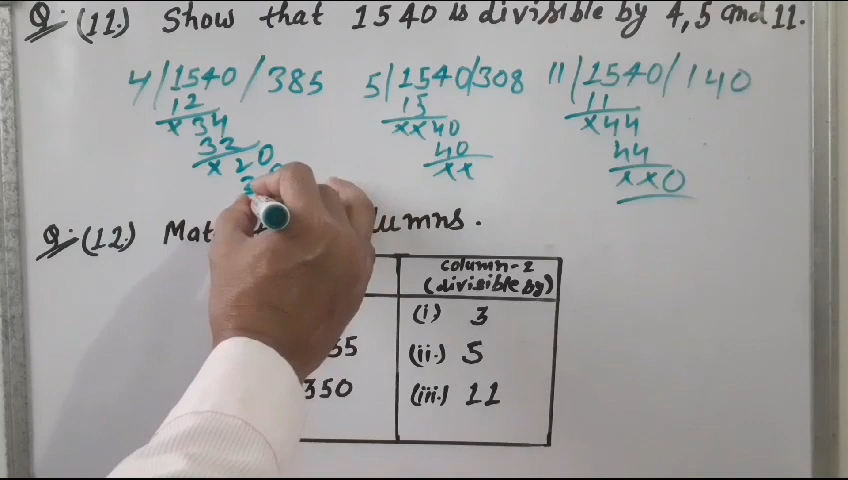 Q. (11.) Show that 1540 is divisible by 4, 5 and 11.
4/1540/385 5/1540/308 11/1540/140
12 15 11
x34 xx40 x44
32 40 44
x20 xx xx0
Q. (12.) umns.
column-2
(divisible by)
(i) 3
55 (ii.) 5
350 (iii.) 11